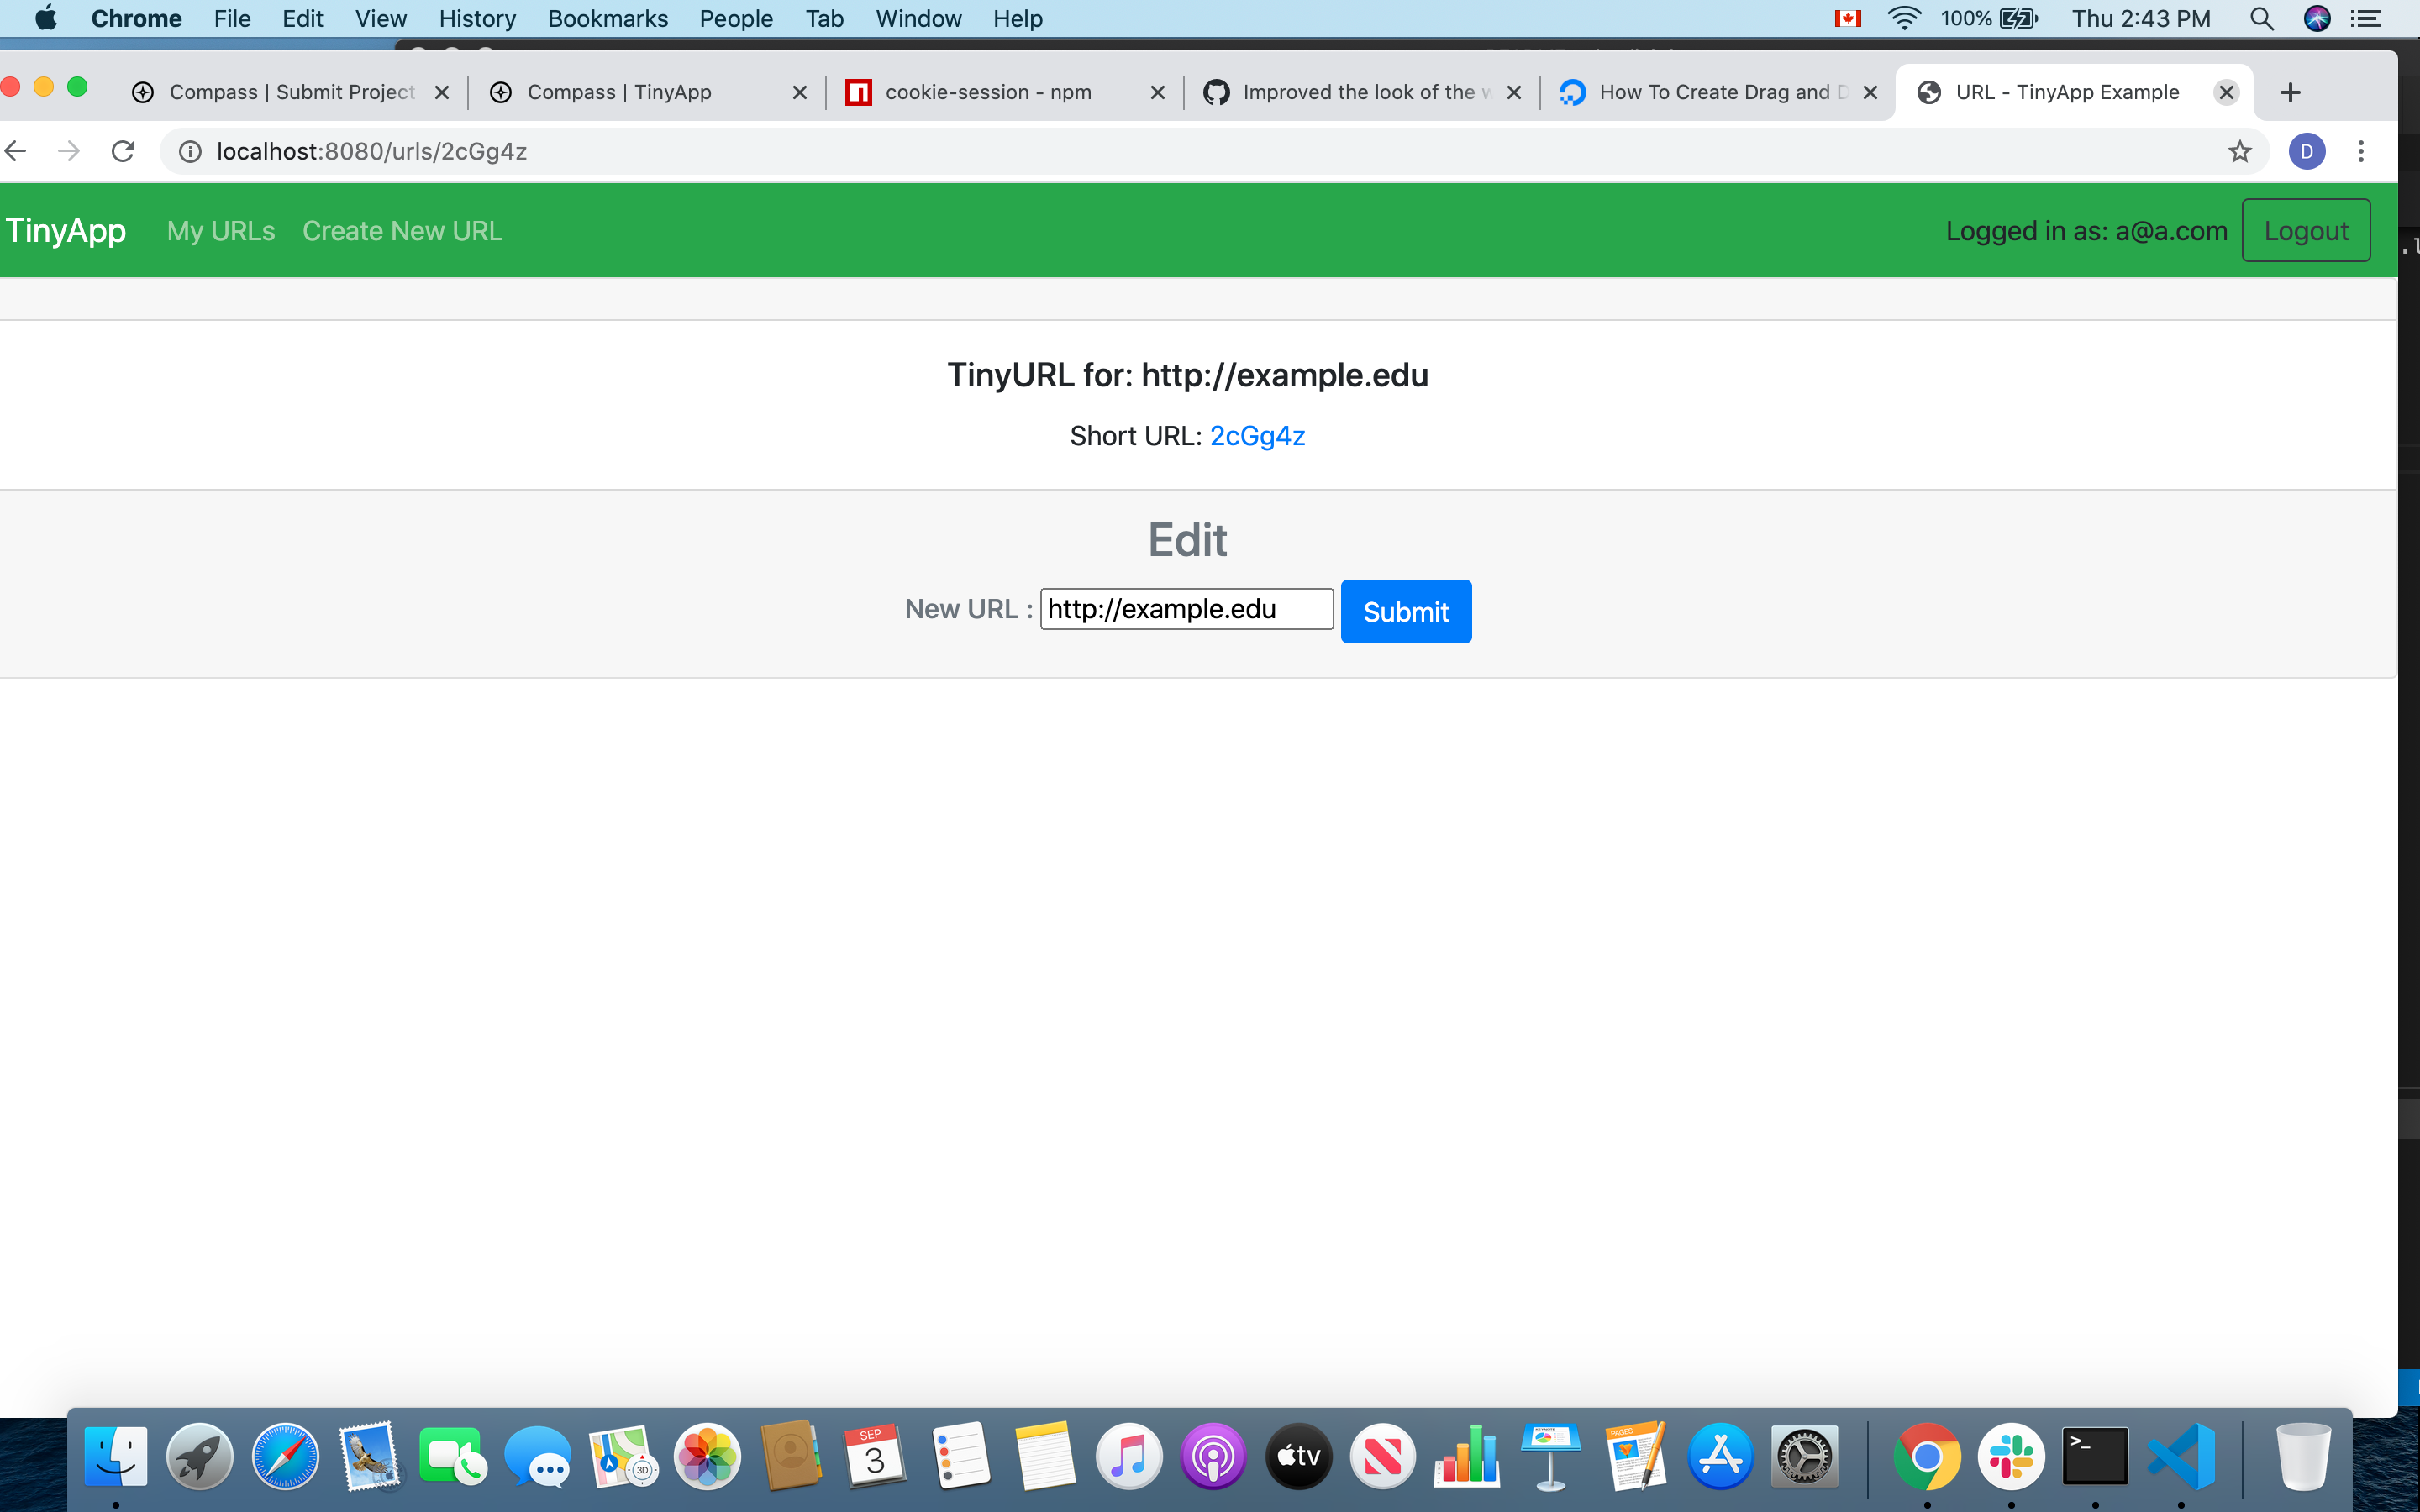 Chrome File Edit View History Bookmarks People Tab Window Help 100% Thu 2:43 PM
Compass | Submit Project Compass | TinyApp cookie-session - npm Improved the look of the w How To Create Drag and D URL - TinyApp Example
localhost:8080/urls/2cGg4z D
TinyApp My URLs Create New URL Logged in as: a@a.com Logout
TinyURL for: http://example.edu
Short URL: 2cGg4z
Edit
New URL : http://example.edu Submit
SEP
3
3D
tv
PAGES
>_